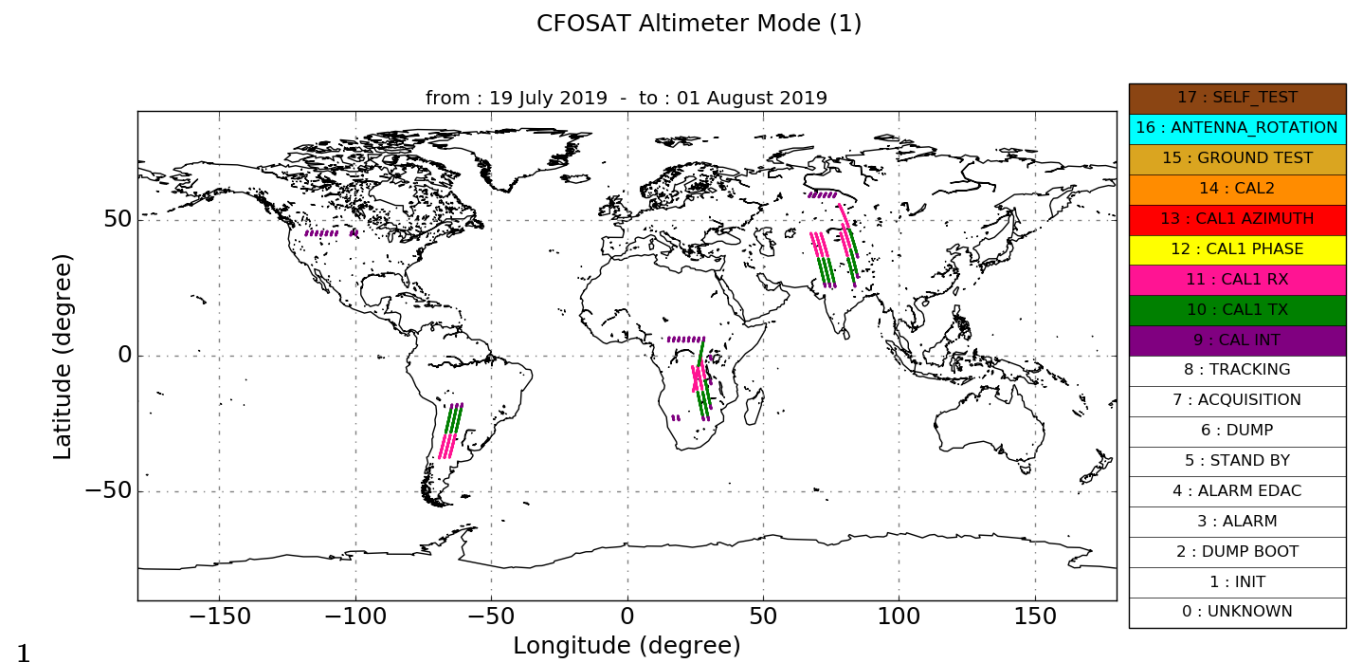 CFOSAT Altimeter Mode (1)
from : 19 July 2019 - to : 01 August 2019
17 : SELF_TEST
16 : ANTENNA_ROTATION
15 : GROUND TEST
14 : CAL2
13 : CAL1 AZIMUTH
12 : CAL1 PHASE
11 : CAL1 RX
10 : CAL1 TX
9 : CAL INT
8 : TRACKING
7 : ACQUISITION
6 : DUMP
5 : STAND BY
4 : ALARM EDAC
3 : ALARM
2 : DUMP BOOT
1 : INIT
0 : UNKNOWN
Latitude (degree)
50
0
−50
−150 −100 −50 0 50 100 150
Longitude (degree)
1